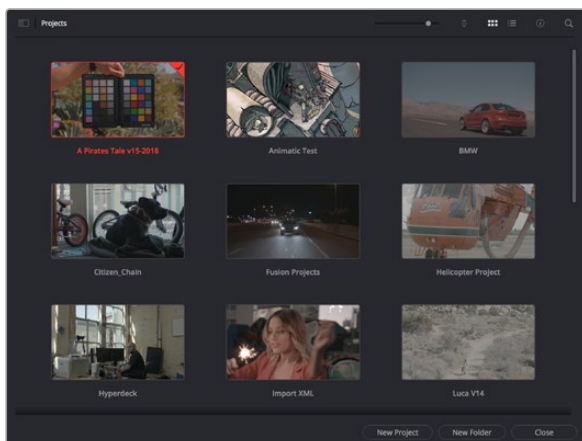 Projects
A Pirates Tale v15-2018
Animatic Test
BMW
Citizen_Chain
Fusion Projects
Helicopter Project
Hyperdeck
Import XML
Luca V14
New Project
New Folder
Close